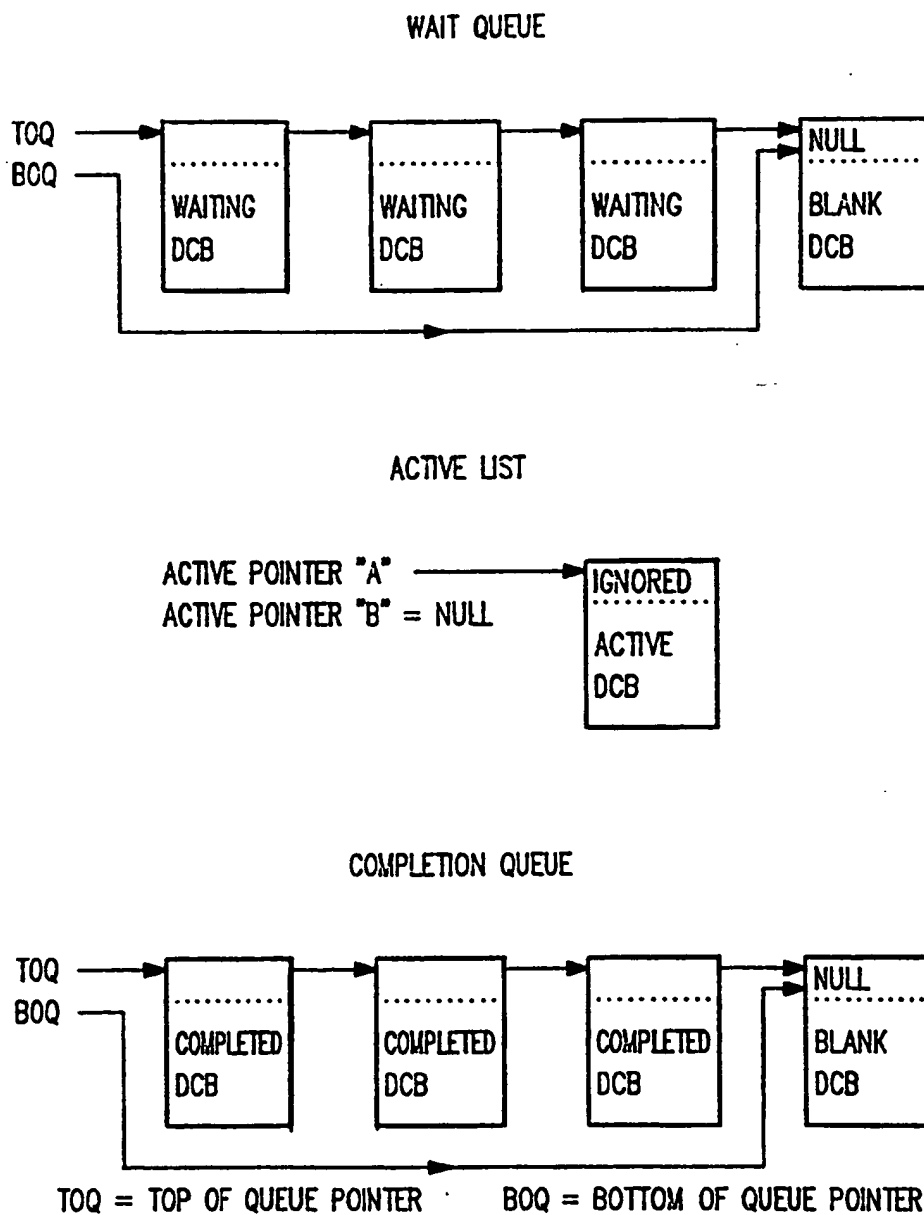 WAIT QUEUE
TOQ
BOQ
NULL
WAITING
DCB
WAITING
DCB
WAITING
DCB
BLANK
DCB
ACTIVE LIST
ACTIVE POINTER "A"
ACTIVE POINTER "B" = NULL
IGNORED
ACTIVE
DCB
COMPLETION QUEUE
TOQ
BOQ
NULL
COMPLETED
DCB
COMPLETED
DCB
COMPLETED
DCB
BLANK
DCB
TOQ = TOP OF QUEUE POINTER
BOQ = BOTTOM OF QUEUE POINTER